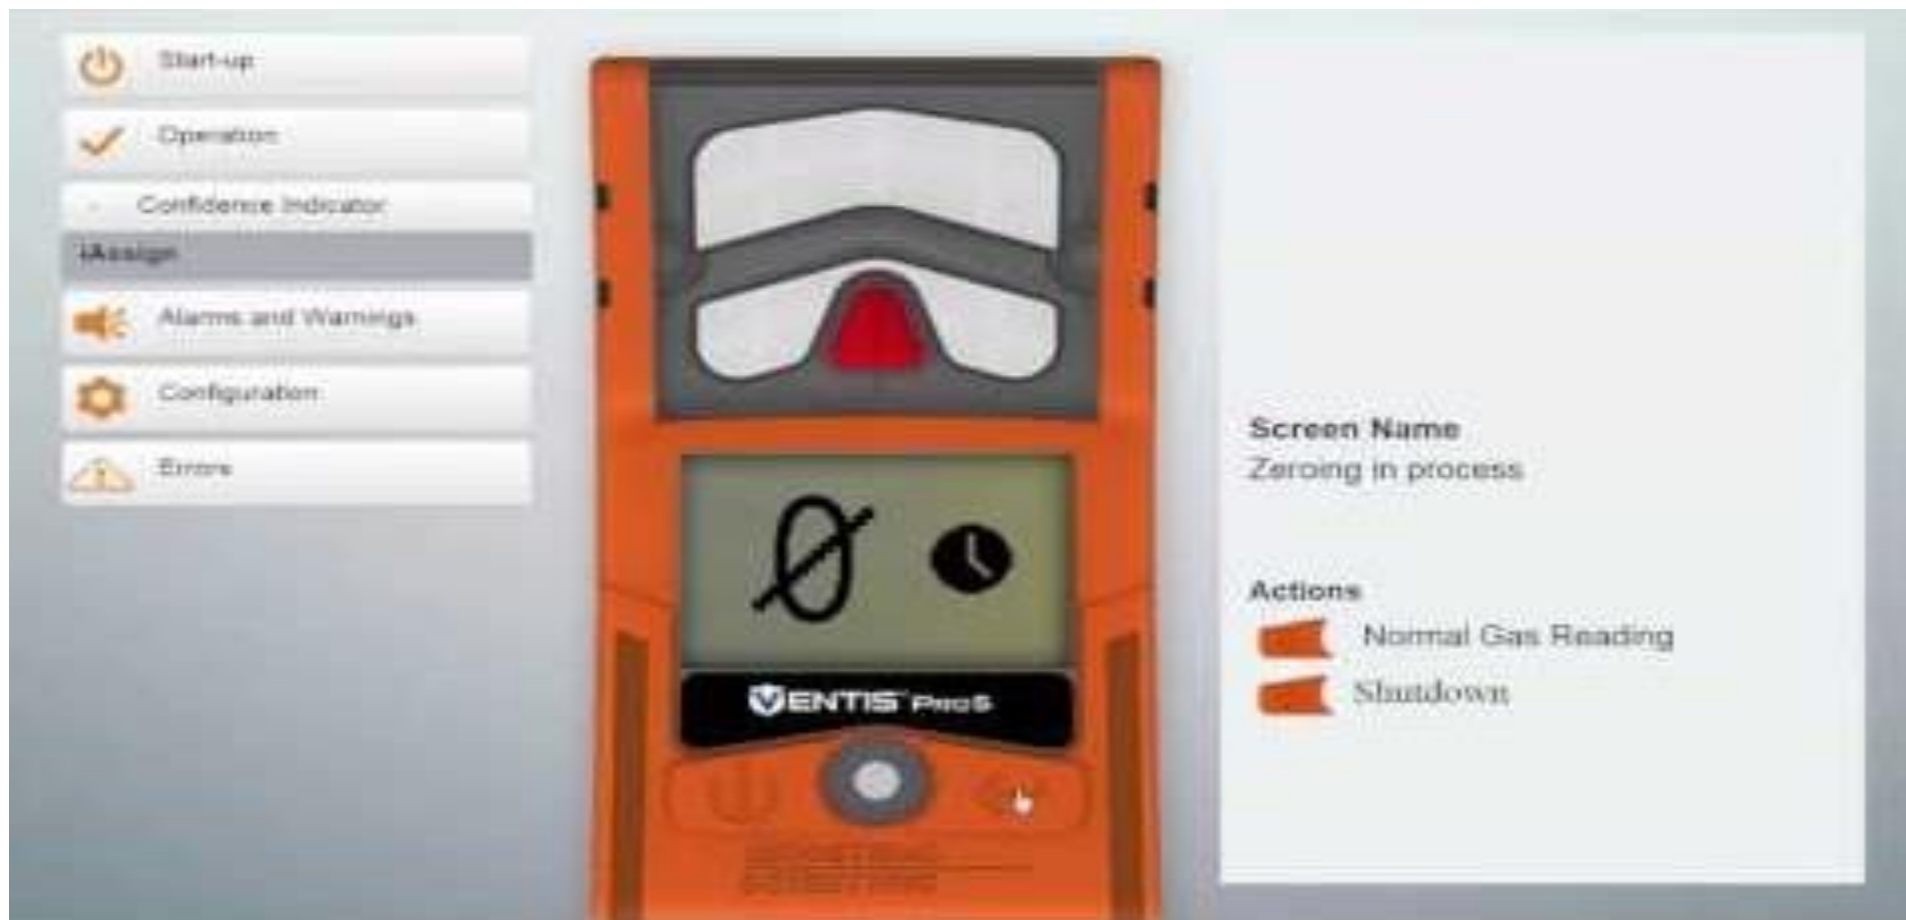 Start-up
Operation
- Confidence Indicator
iAssign
Alarms and Warnings
Configuration
Errors
VENTIS™ PRO5
Screen Name
Zeroing in process
Actions
Normal Gas Reading
Shutdown